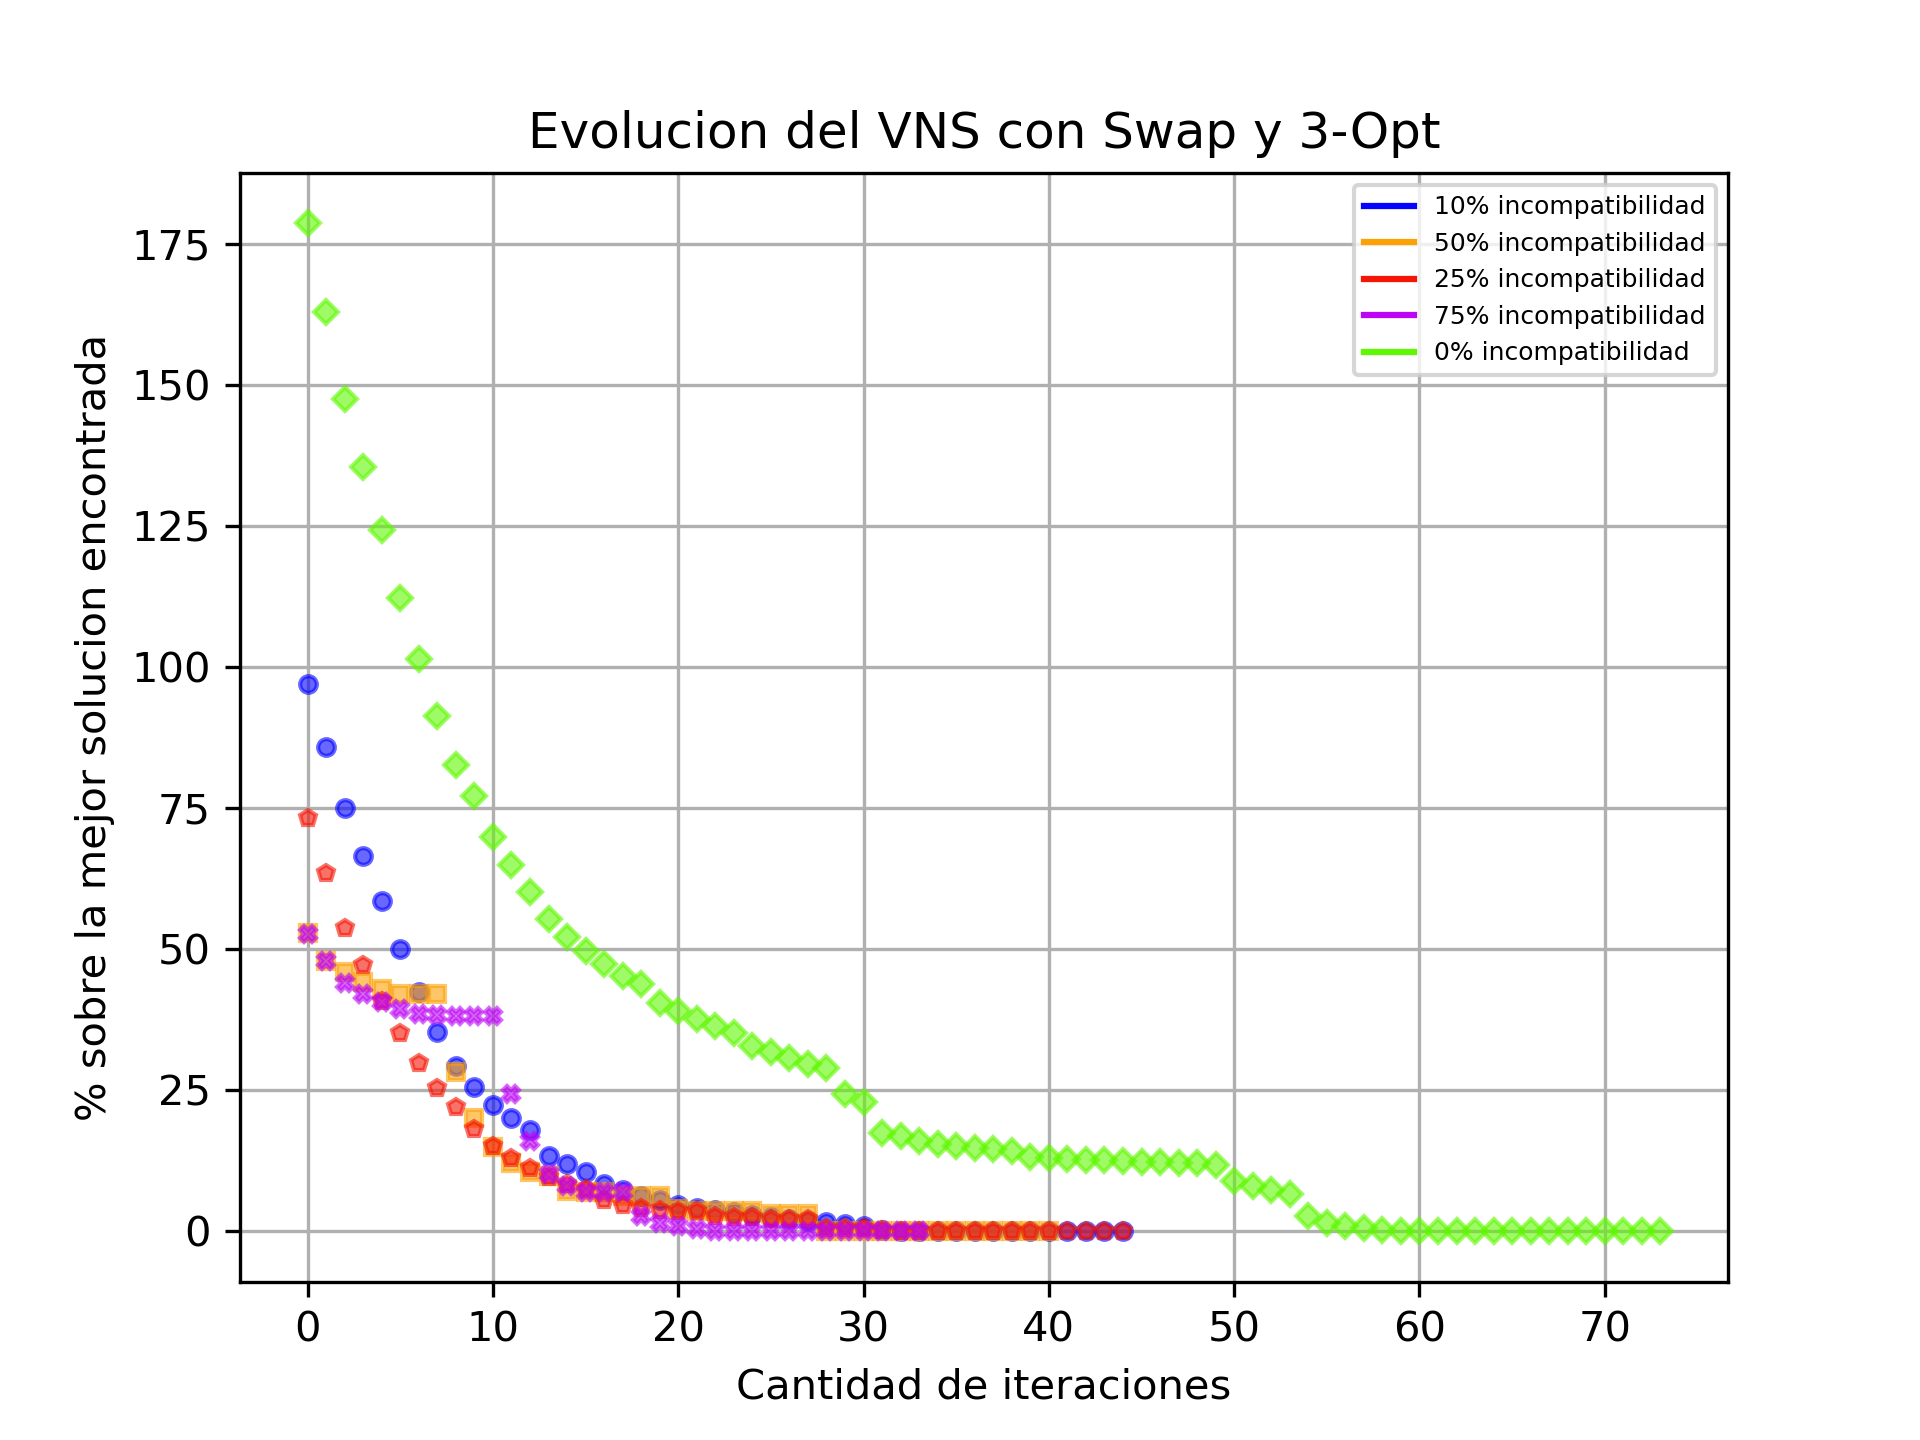 Evolucion del VNS con Swap y 3-Opt
10% incompatibilidad
50% incompatibilidad
25% incompatibilidad
75% incompatibilidad
0% incompatibilidad
% sobre la mejor solucion encontrada
175
150
125
100
75
50
25
0
0 10 20 30 40 50 60 70
Cantidad de iteraciones